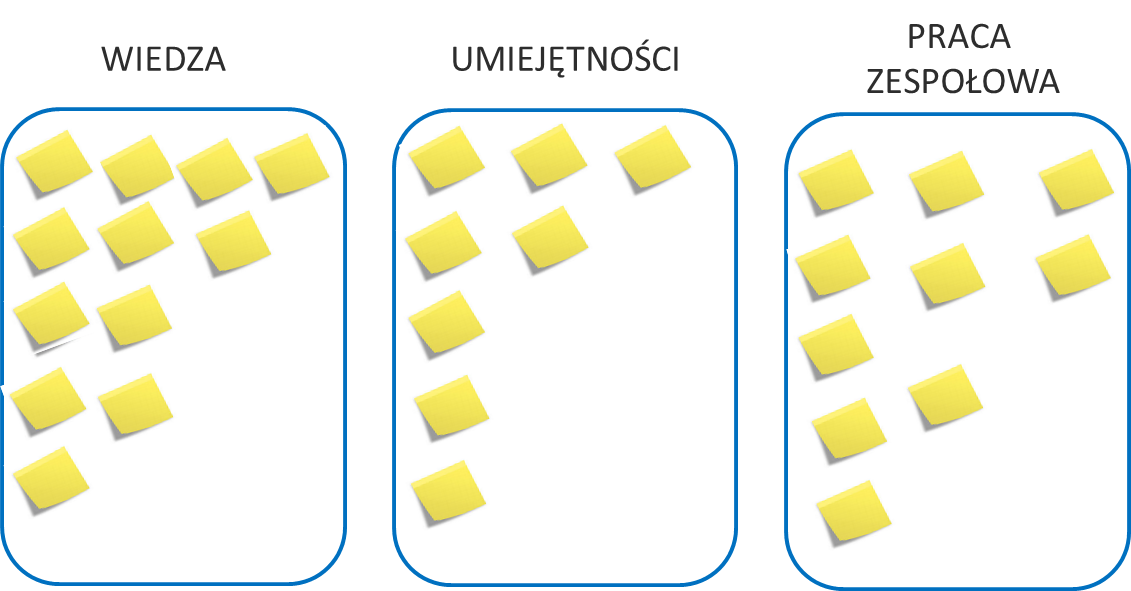 WIEDZA
UMIEJĘTNOŚCI
PRACA
ZESPOŁOWA